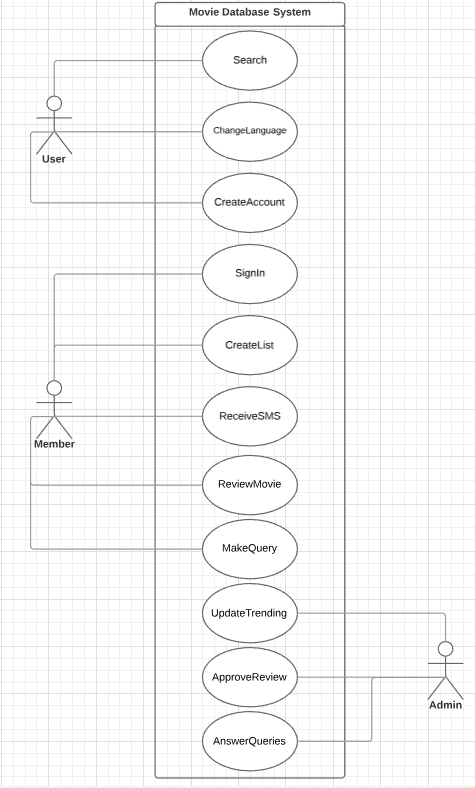 Movie Database System
Search
ChangeLanguage
User
CreateAccount
SignIn
CreateList
ReceiveSMS
Member
ReviewMovie
MakeQuery
UpdateTrending
ApproveReview
Admin
AnswerQueries